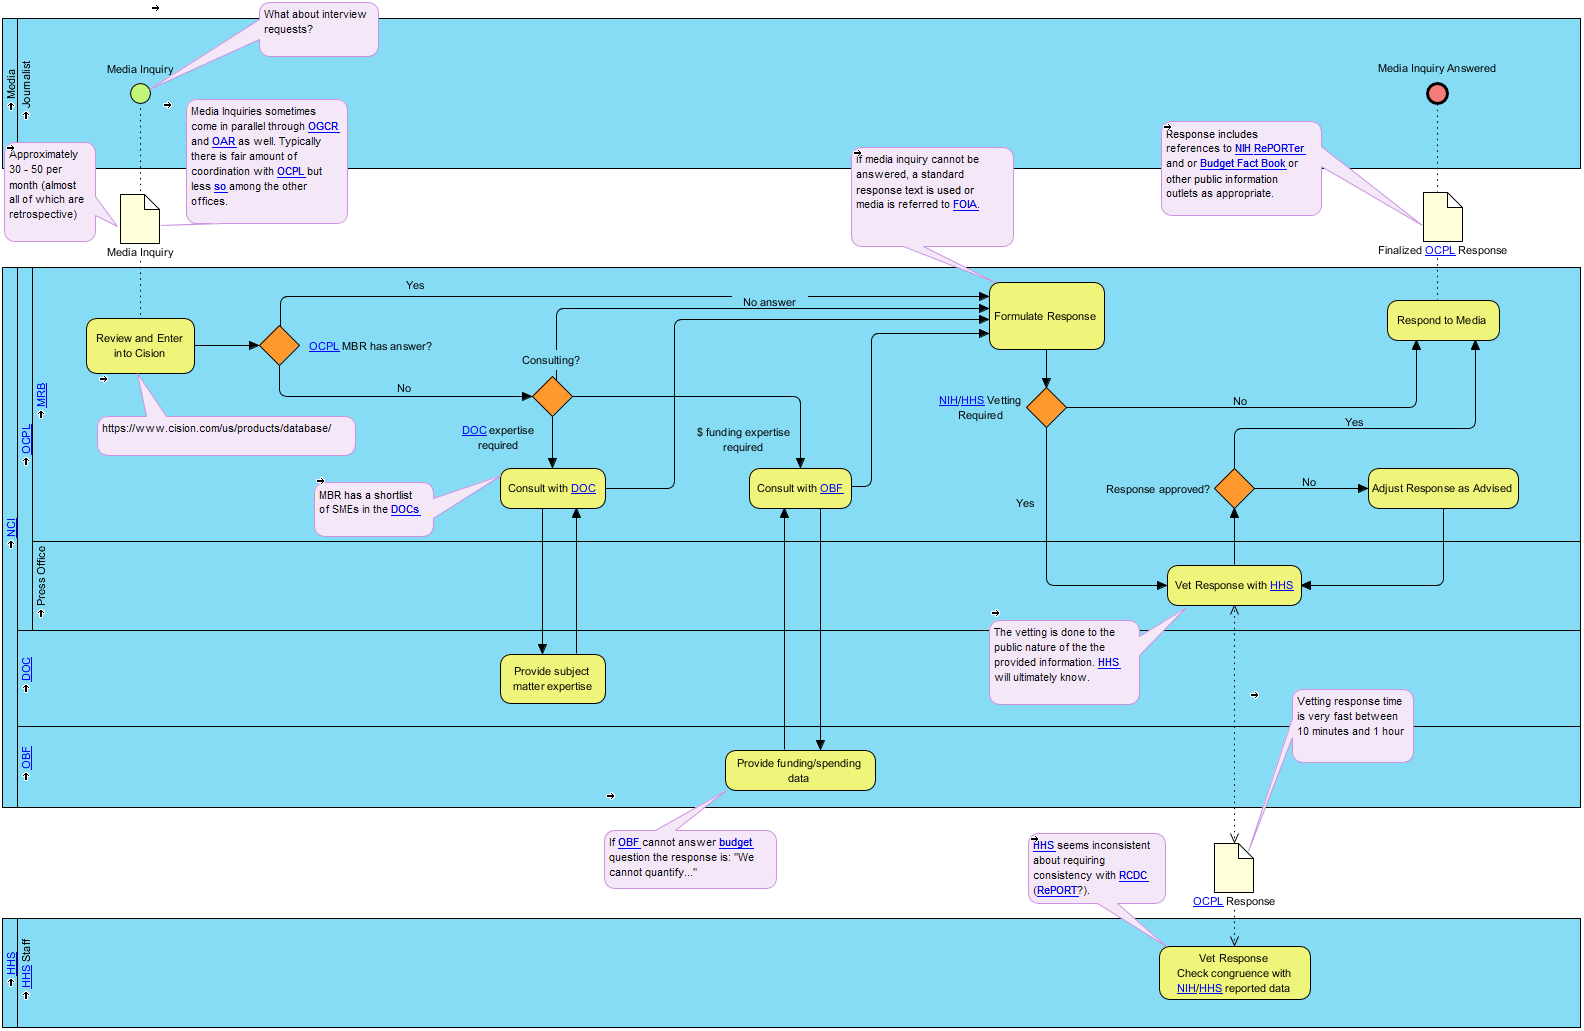 What about interview
requests?
Media
Journalist
Media Inquiry
Media Inquiry Answered
Media Inquiries sometimes
come in parallel through OGCR
and OAR as well. Typically
there is fair amount of
coordination with OCPL but
less so among the other
offices.
Approximately
30 - 50 per
month (almost
all of which are
retrospective)
Media Inquiry
If media inquiry cannot be
answered, a standard
response text is used or
media is referred to FOIA.
Response includes
references to NIH RePORTer
and or Budget Fact Book or
other public information
outlets as appropriate.
Finalized OCPL Response
NCI
OCPL
MRB
Press Office
DOC
OBF
Review and Enter
into Cision
https://www.cision.com/us/products/database/
OCPL MBR has answer?
Yes
No
Consulting?
No answer
DOC expertise
required
$ funding expertise
required
MBR has a shortlist
of SMEs in the DOCs
Consult with DOC
Consult with OBF
Formulate Response
NIH/HHS Vetting
Required
No
Yes
Respond to Media
Yes
Response approved?
No
Adjust Response as Advised
Vet Response with HHS
The vetting is done to the
public nature of the the
provided information. HHS
will ultimately know.
Provide subject
matter expertise
Provide funding/spending
data
If OBF cannot answer budget
question the response is: "We
cannot quantify..."
Vetting response time
is very fast between
10 minutes and 1 hour
HHS seems inconsistent
about requiring
consistency with RCDC
(RePORT?).
OCPL Response
HHS
HHS Staff
Vet Response
Check congruence with
NIH/HHS reported data